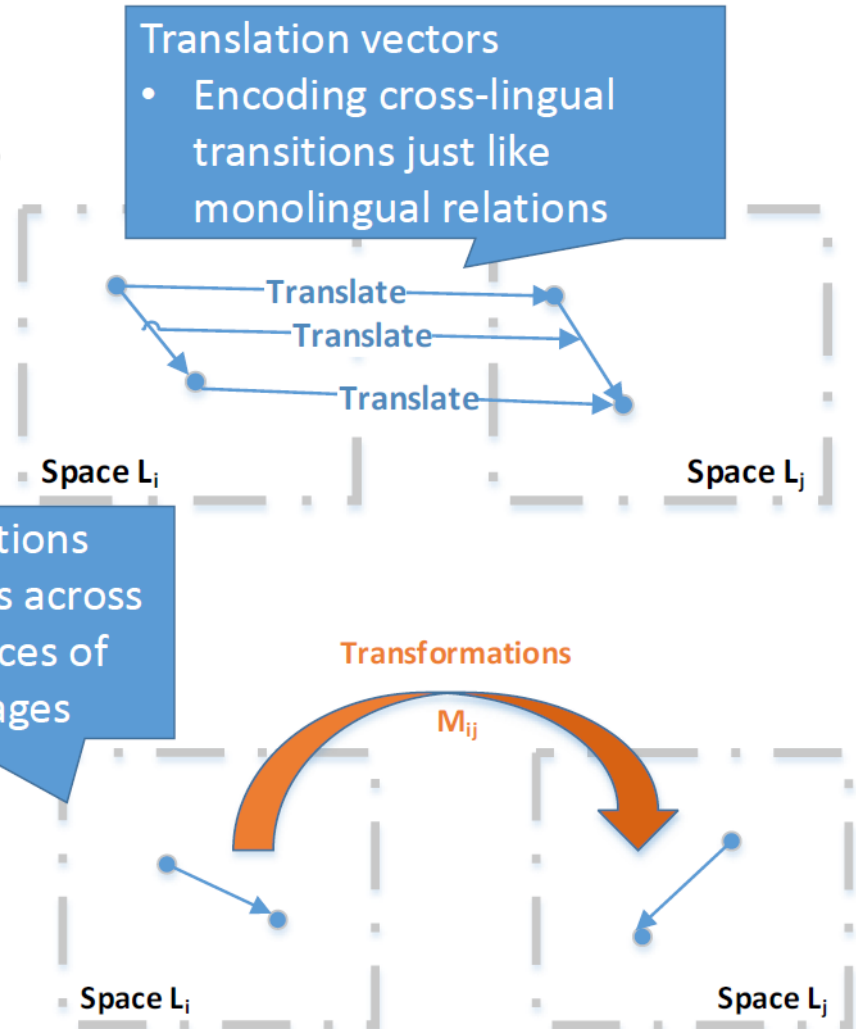 Translation vectors
• Encoding cross-lingual
transitions just like
monolingual relations
Translate
Translate
Translate
Space Li
Space Lj
tions
s across
ces of
ages
Transformations
Mij
Space Li
Space Lj